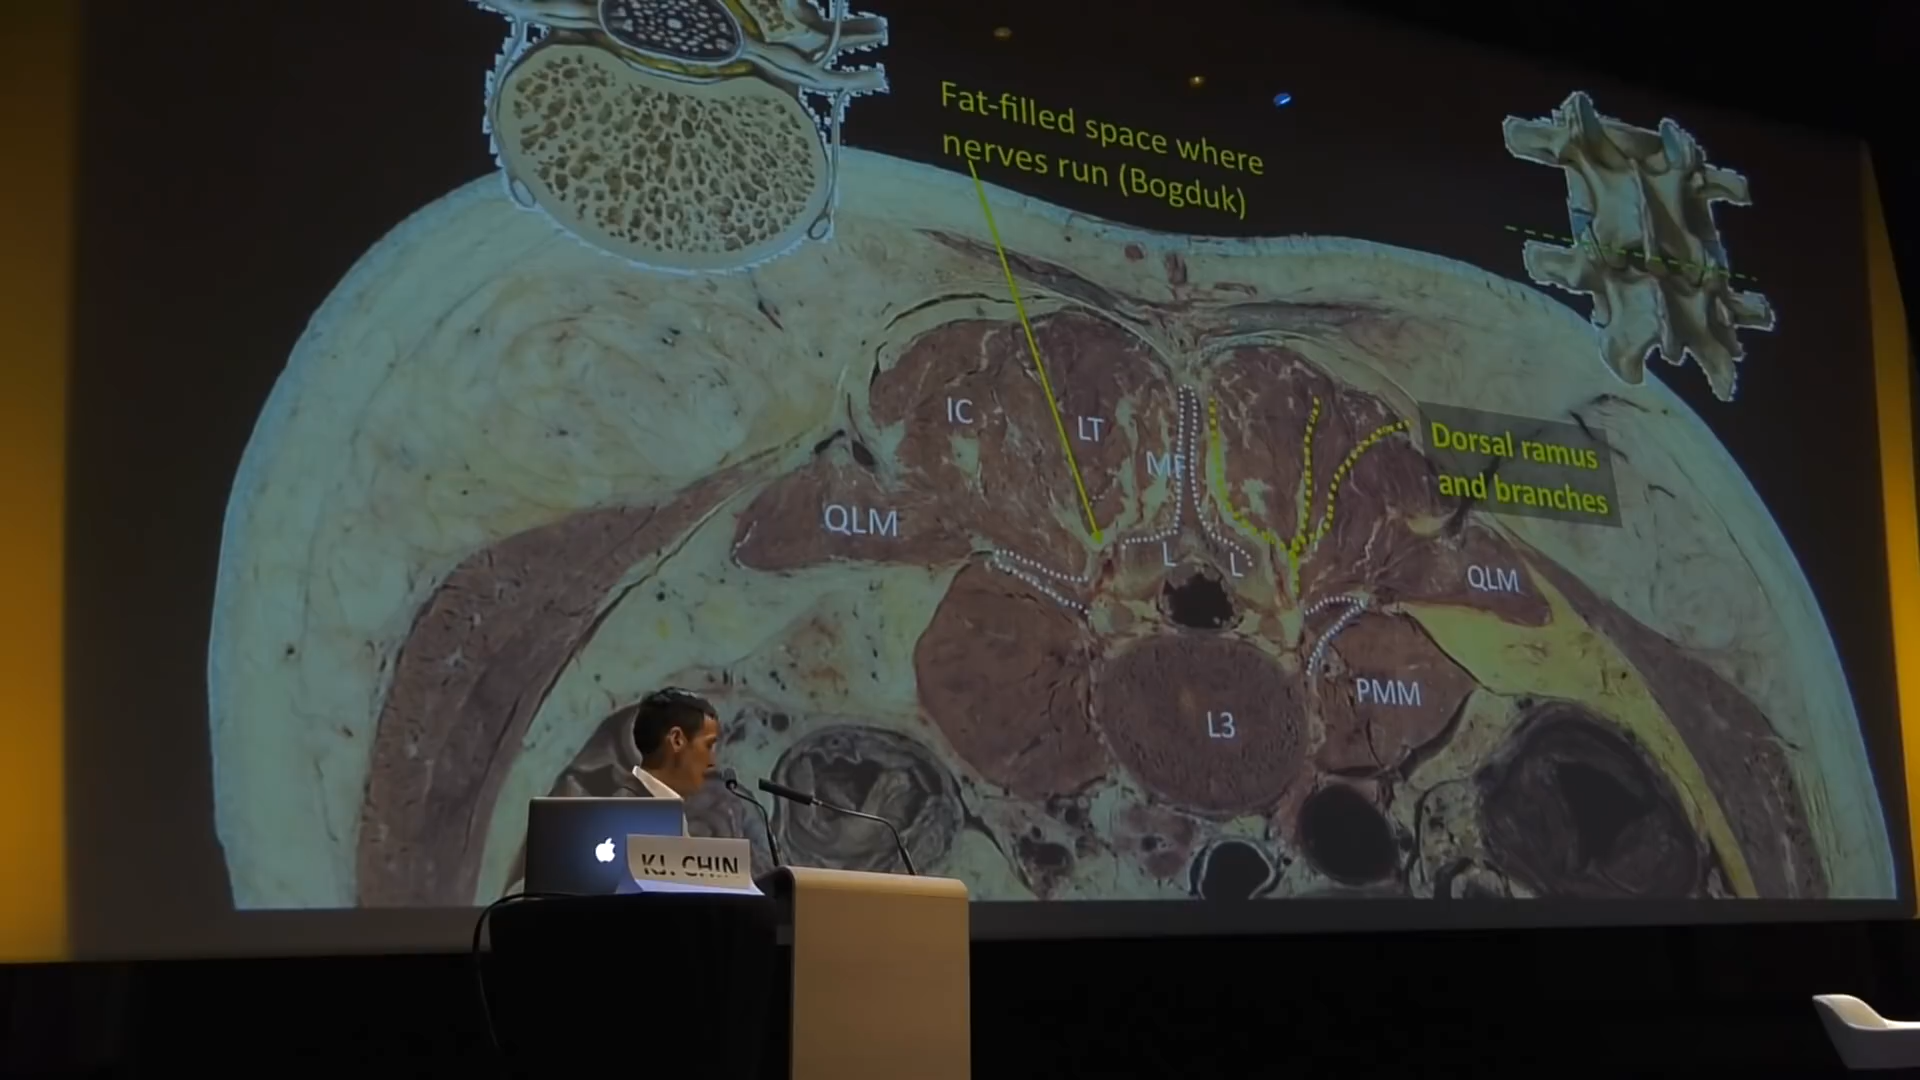 Fat-filled space where
nerves run (Bogduk)
IC
LT
MF
Dorsal ramus
and branches
QLM
L
L
QLM
PMM
L3
KJ. CHIN